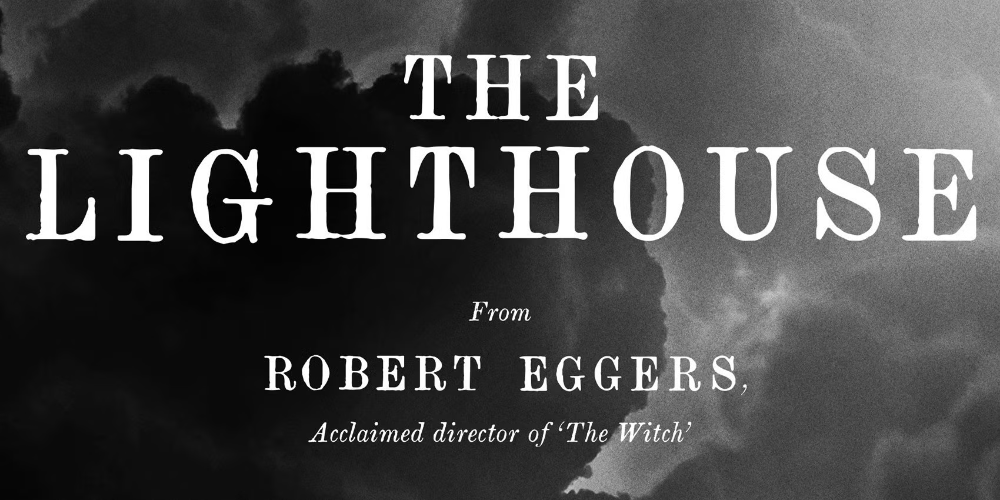 THE
LIGHTHOUSE
From
ROBERT EGGERS,
Acclaimed director of ‘The Witch’